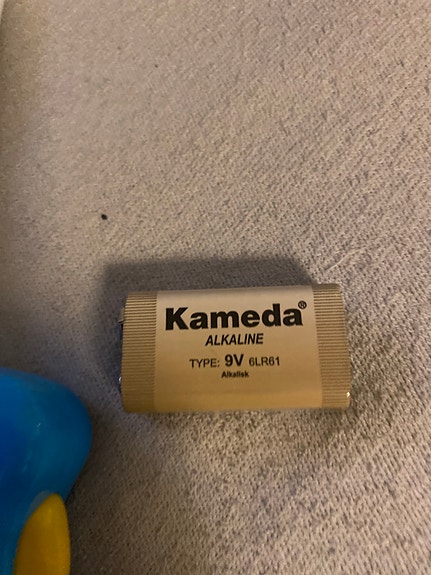 Kameda®
ALKALINE
TYPE: 9V 6LR61
Alkalisk